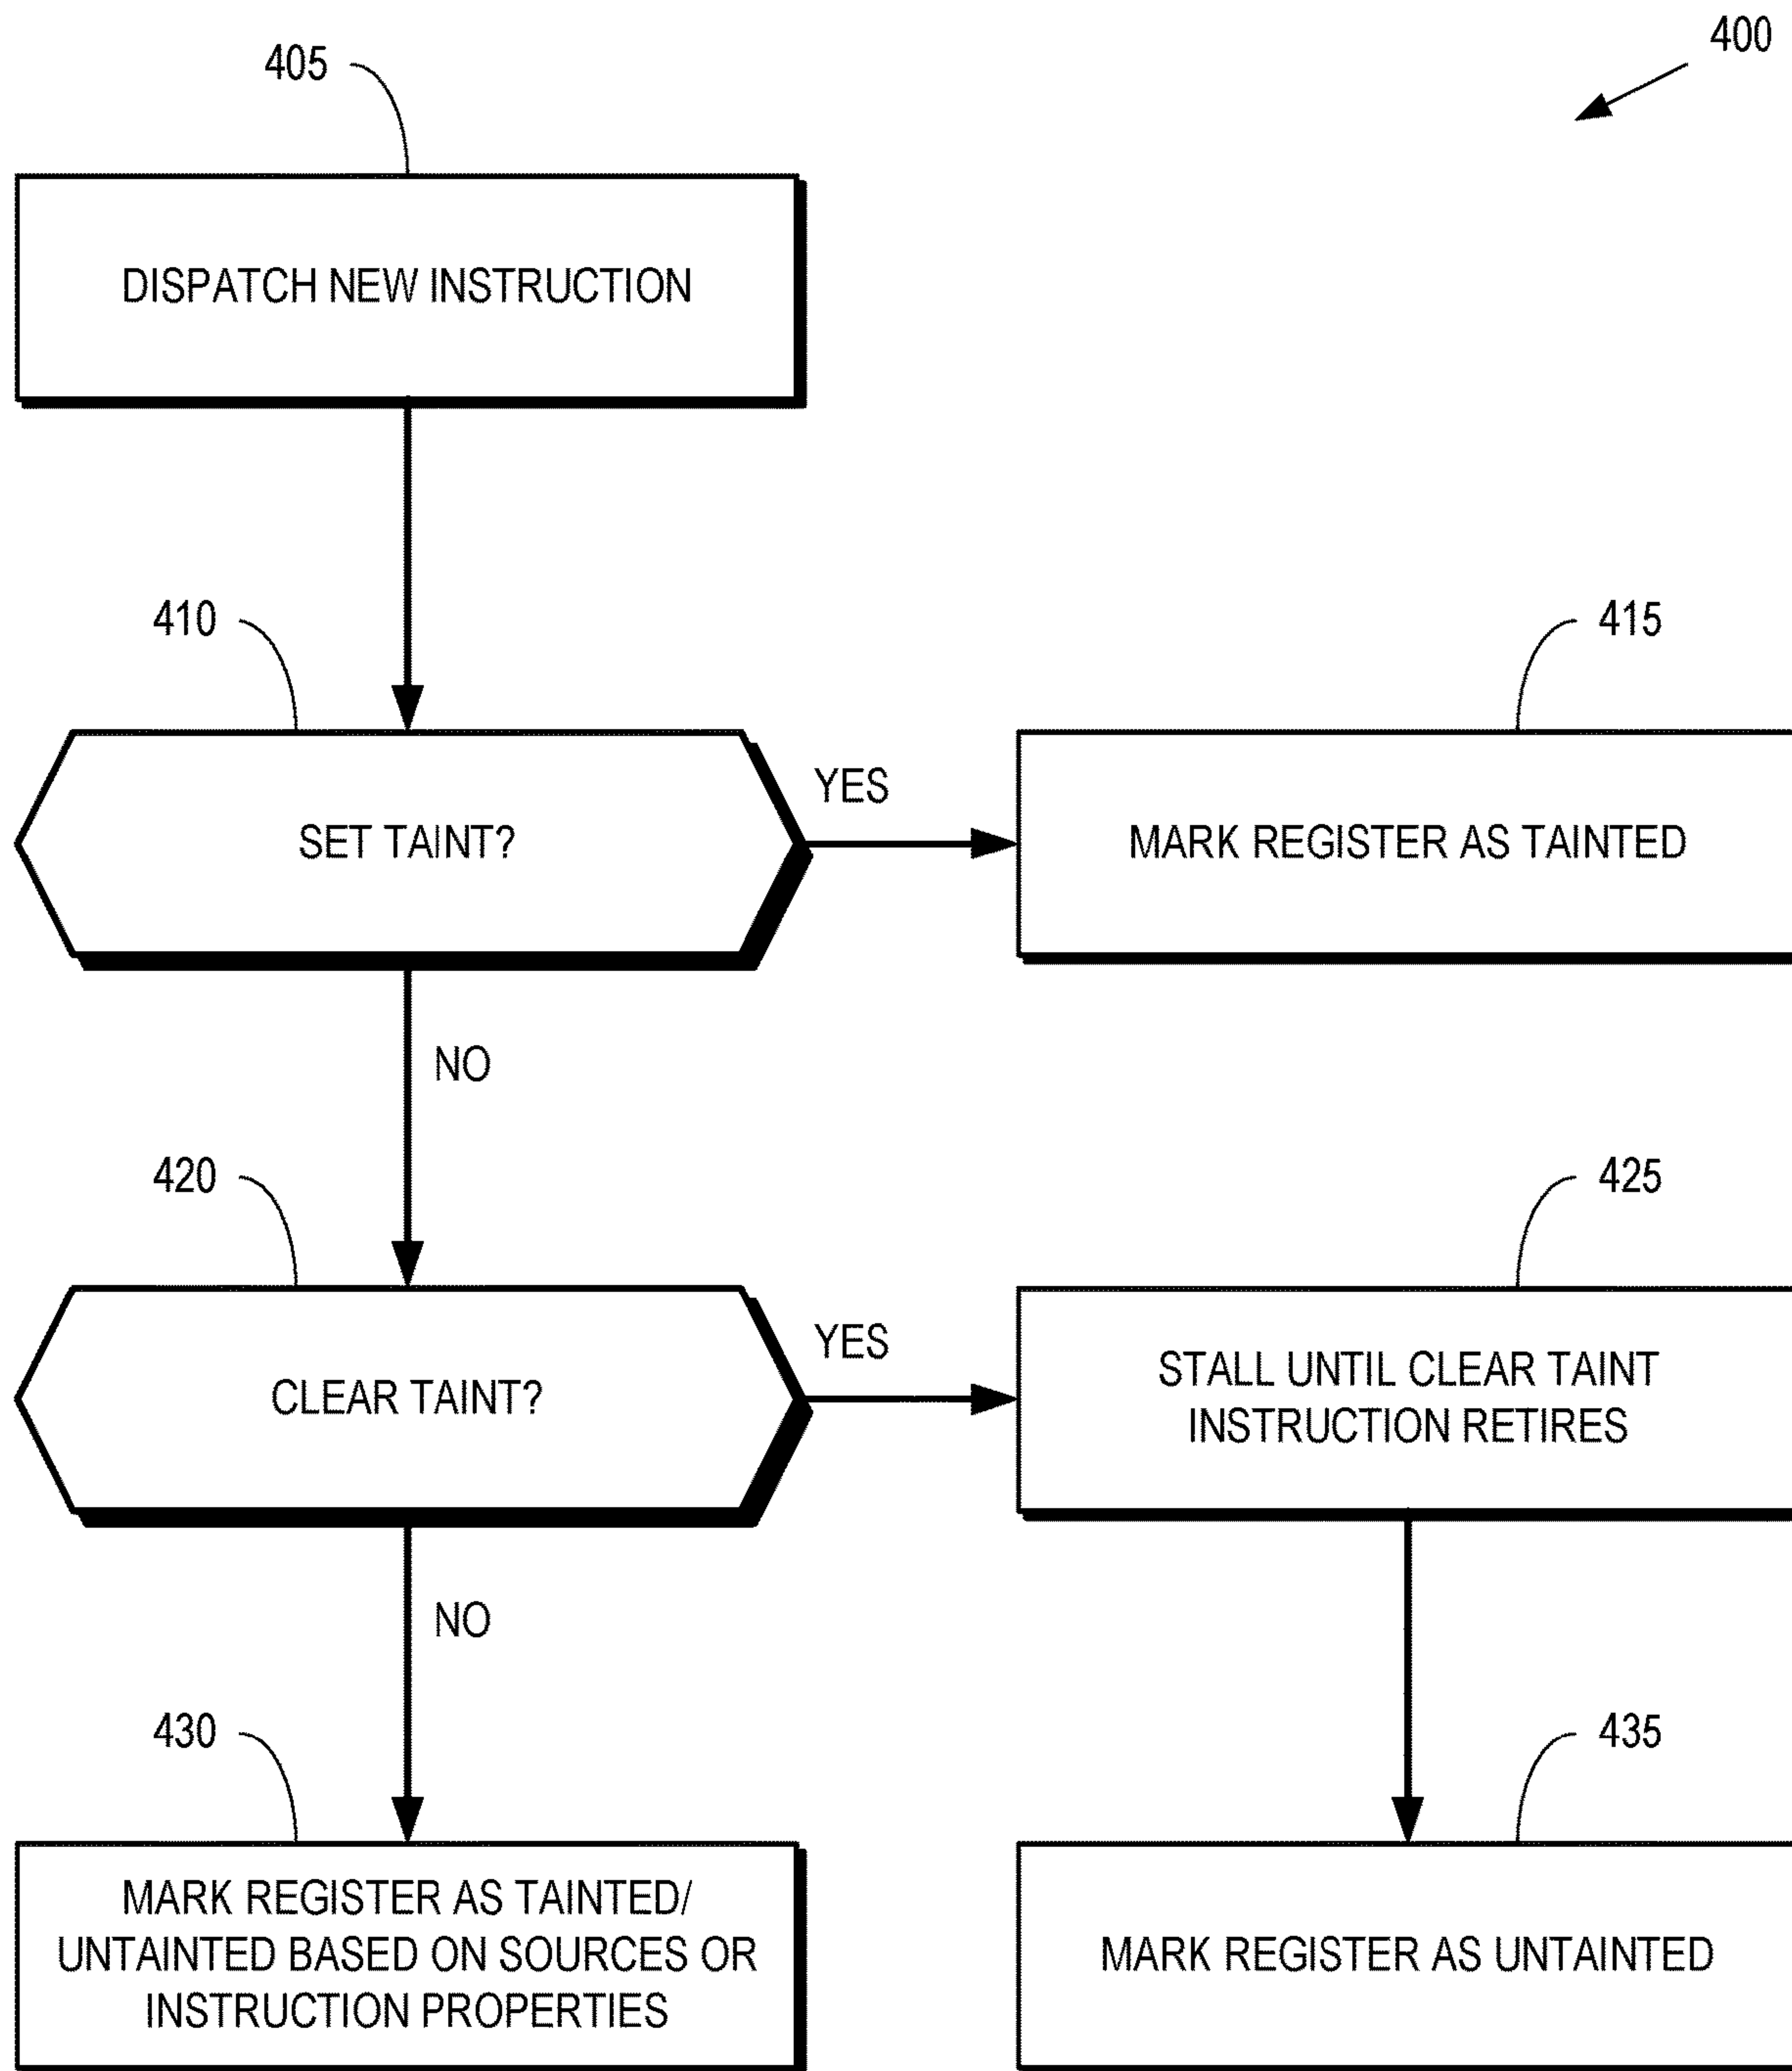 400
405
DISPATCH NEW INSTRUCTION
410
415
SET TAINT?
YES
MARK REGISTER AS TAINTED
NO
420
425
CLEAR TAINT?
YES
STALL UNTIL CLEAR TAINT
INSTRUCTION RETIRES
NO
430
435
MARK REGISTER AS TAINTED/
UNTAINTED BASED ON SOURCES OR
INSTRUCTION PROPERTIES
MARK REGISTER AS UNTAINTED